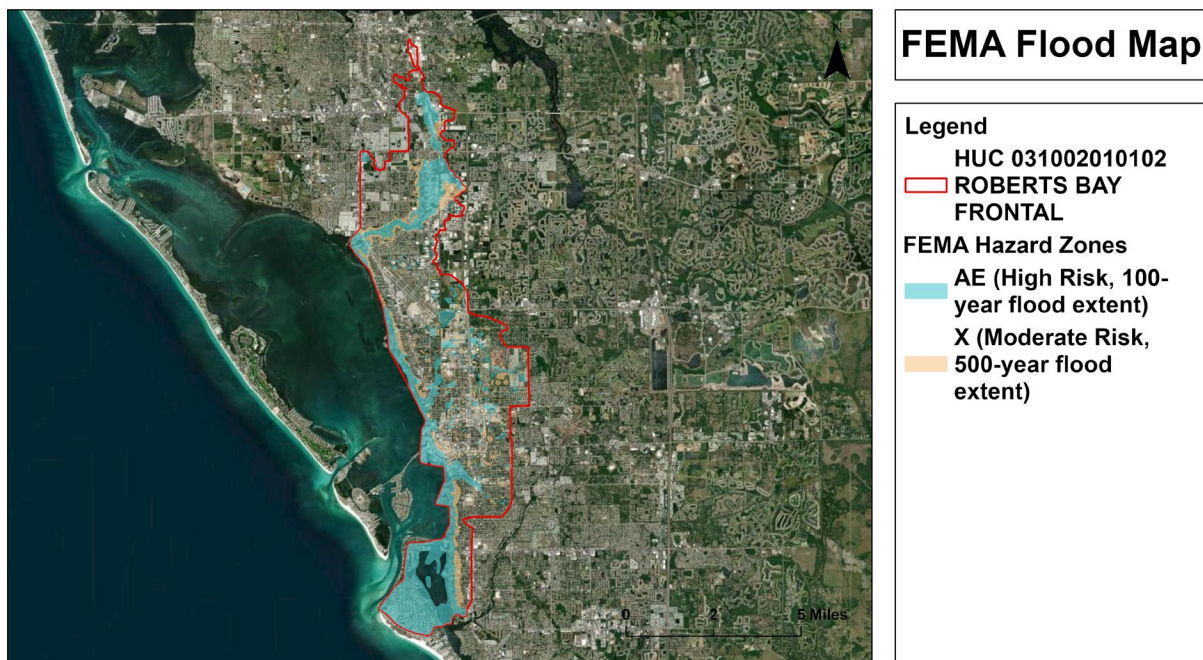 FEMA Flood Map
N
Legend
HUC 031002010102
ROBERTS BAY
FRONTAL
FEMA Hazard Zones
AE (High Risk, 100-
year flood extent)
X (Moderate Risk,
500-year flood
extent)
0 2 5 Miles